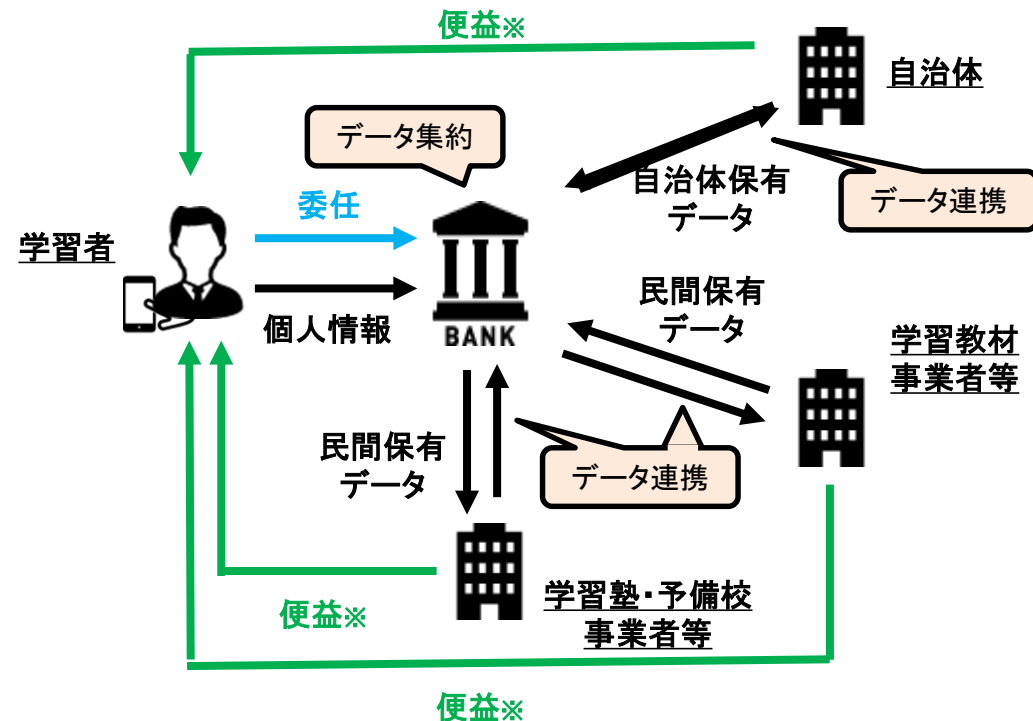 便益※
自治体
データ集約
自治体保有
データ
データ連携
委任
学習者
個人情報
BANK
民間保有
データ
学習教材
事業者等
民間保有
データ
データ連携
学習塾・予備校
事業者等
便益※
便益※